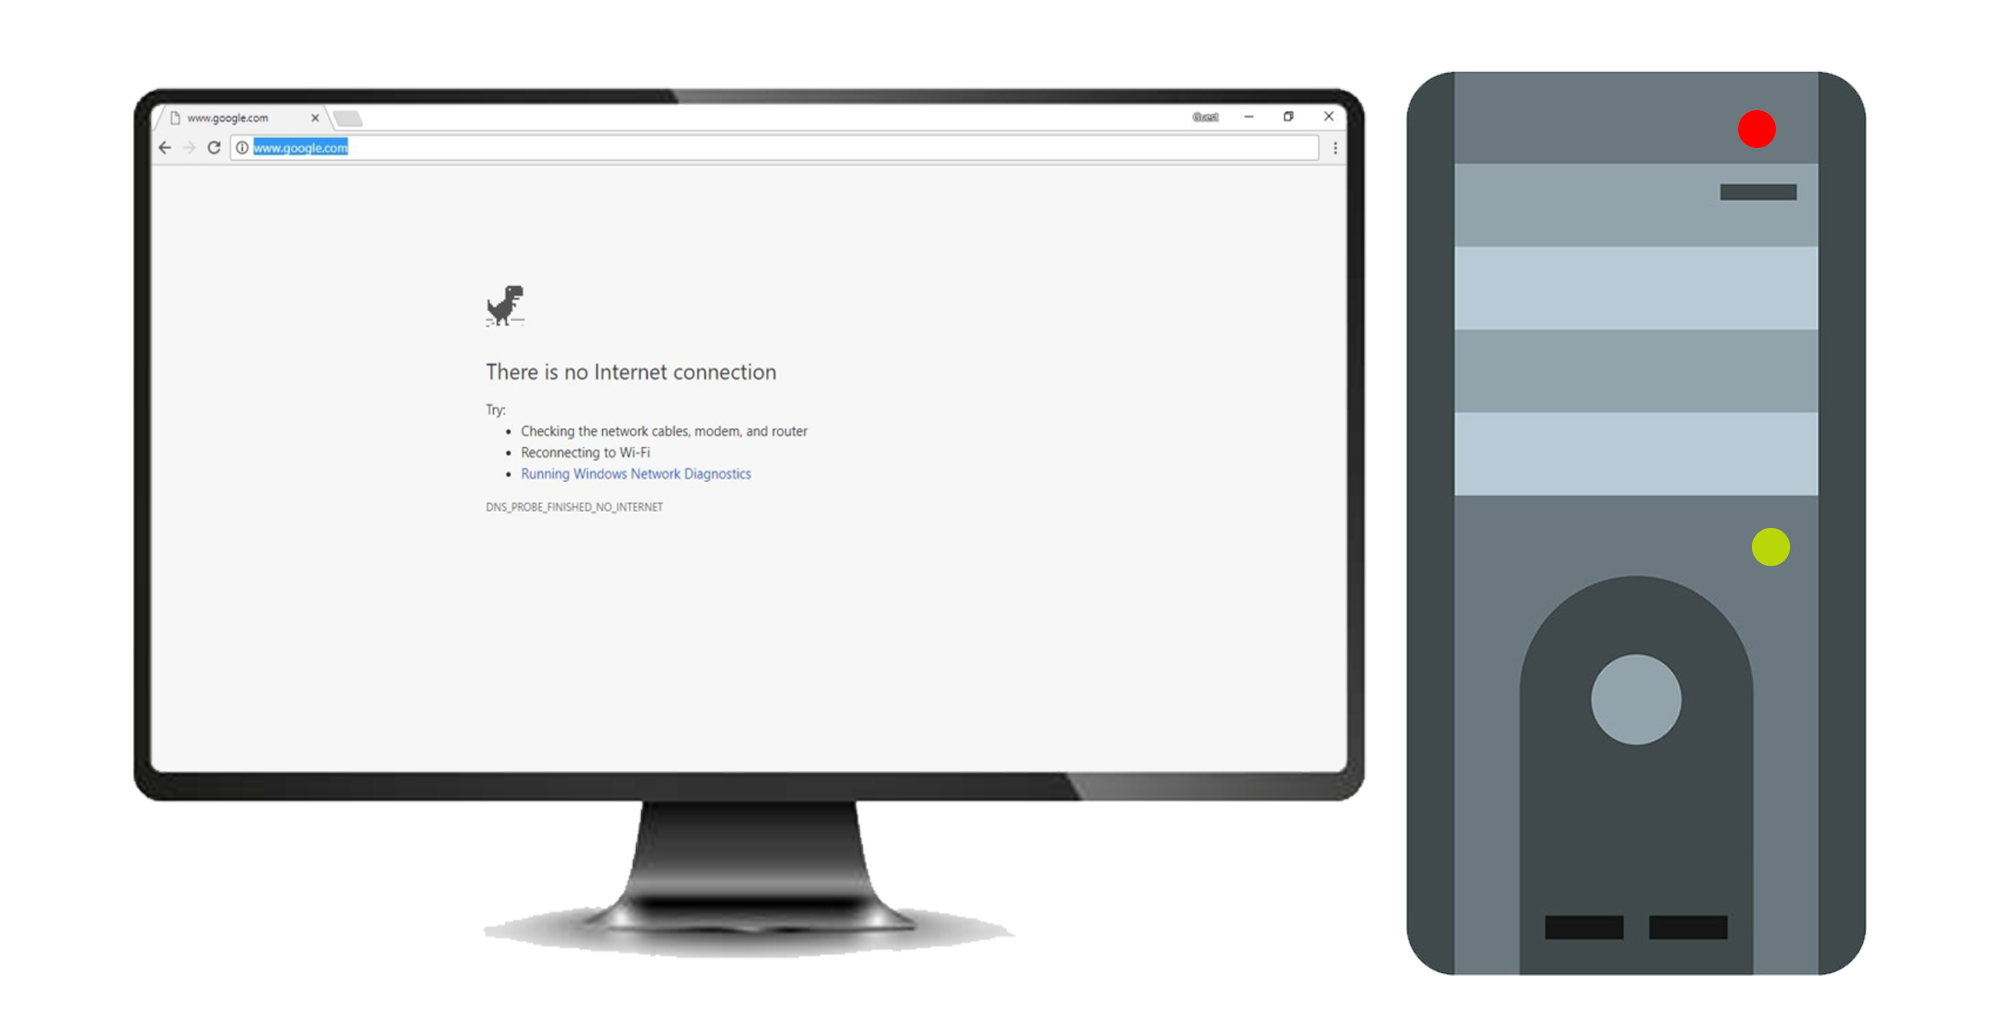 www.google.com
Guest
www.google.com
There is no Internet connection
Try:
Checking the network cables, modem, and router
Reconnecting to Wi-Fi
Running Windows Network Diagnostics
DNS_PROBE_FINISHED_NO_INTERNET